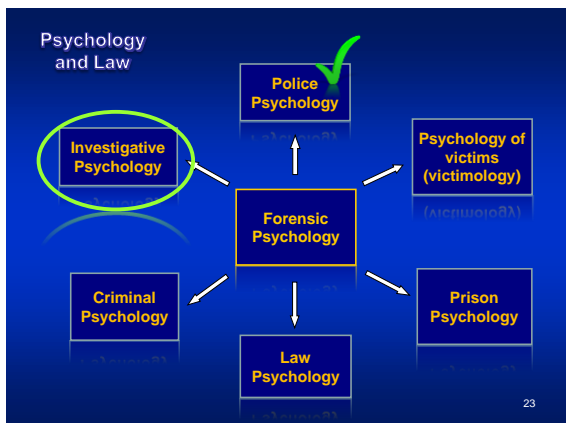 Psychology
and Law
Police
Psychology
Investigative
Psychology
Psychology of
victims
(victimology)
Forensic
Psychology
Criminal
Psychology
Prison
Psychology
Law
Psychology
23